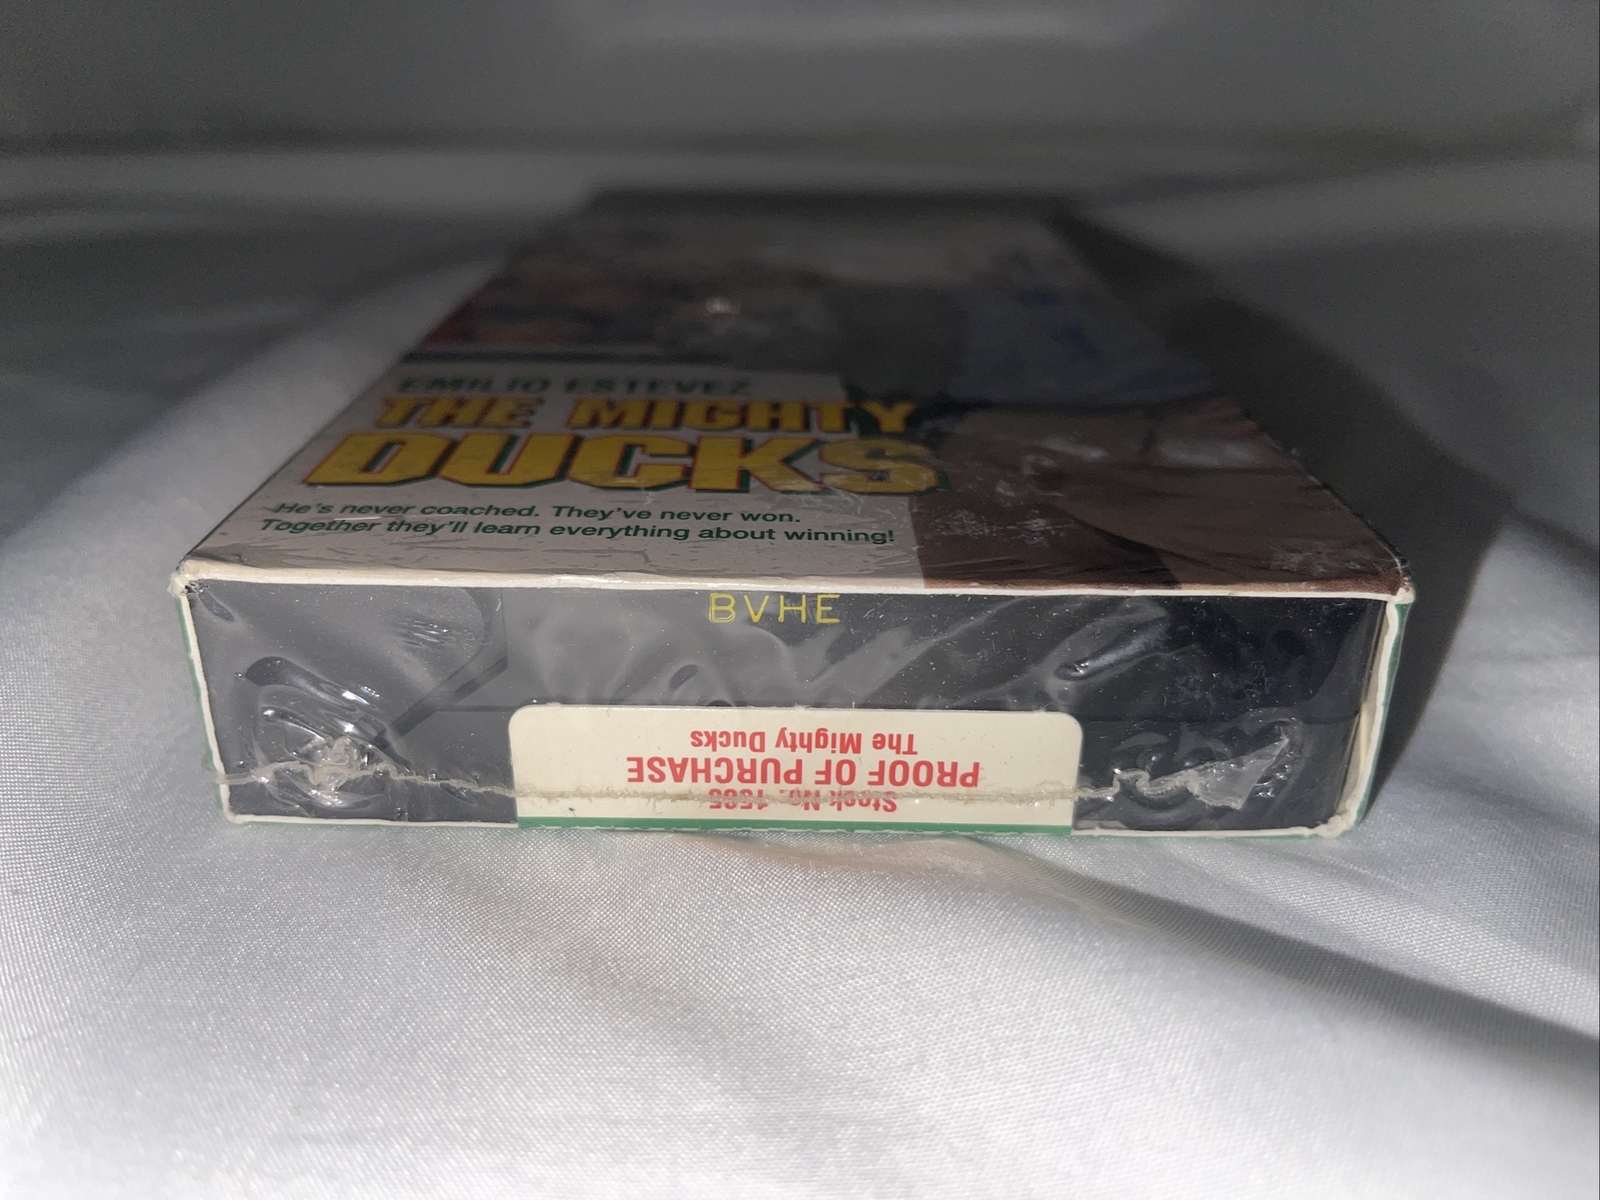 EMILIO ESTEVEZ
THE MIGHTY
DUCKS
He's never coached. They've never won.
Together they'll learn everything about winning!
BVHE
Stock No. 1585
PROOF OF PURCHASE
The Mighty Ducks